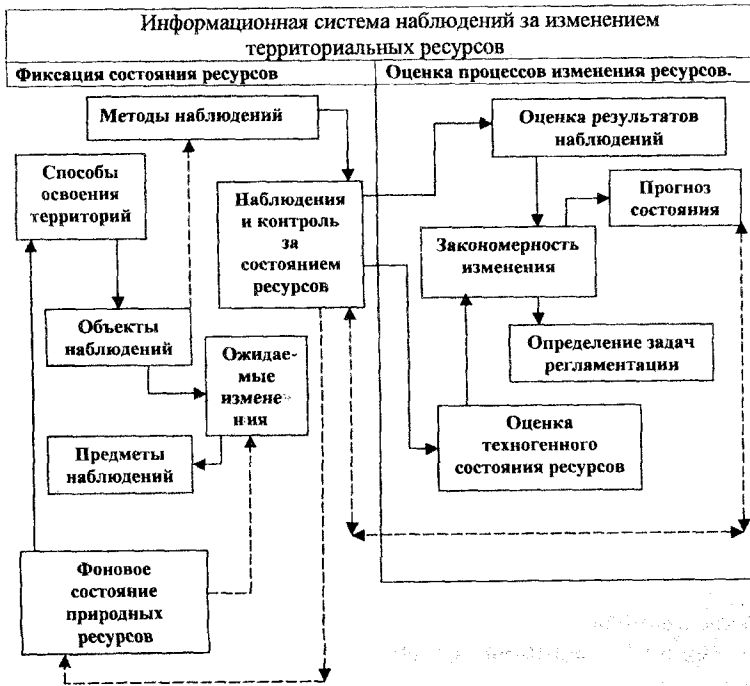 Информационная система наблюдений за изменением
территориальных ресурсов
Фиксация состояния ресурсов
Оценка процессов изменения ресурсов.
Методы наблюдений
Способы
освоения
территорий
Объекты
наблюдений
Ожидае-
мые
измене
ния
Предметы
наблюдений
Фоновое
состояние
природных
ресурсов
Наблюдения
и контроль
за
состоянием
ресурсов
Оценка результатов
наблюдений
Прогноз
состояния
Закономерность
изменения
Определение задач
регламентации
Оценка
техногенного
состояния ресурсов